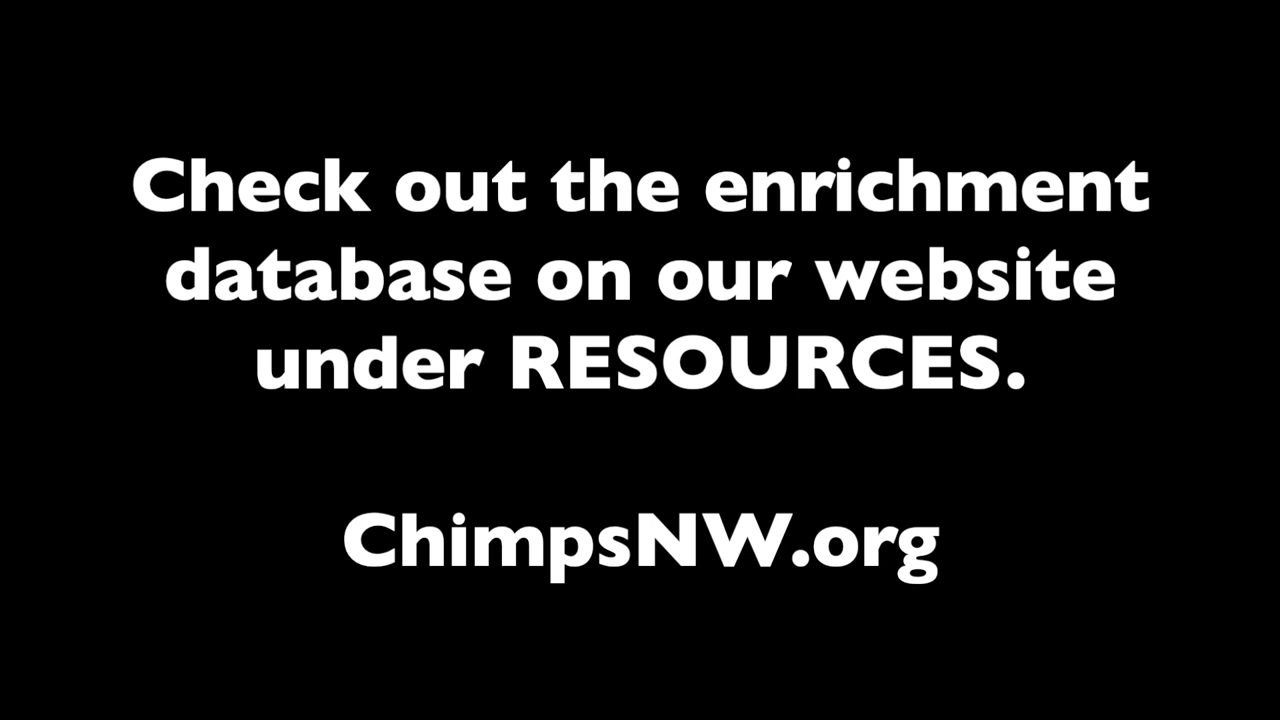 Check out the enrichment
database on our website
under RESOURCES.
ChimpsNW.org